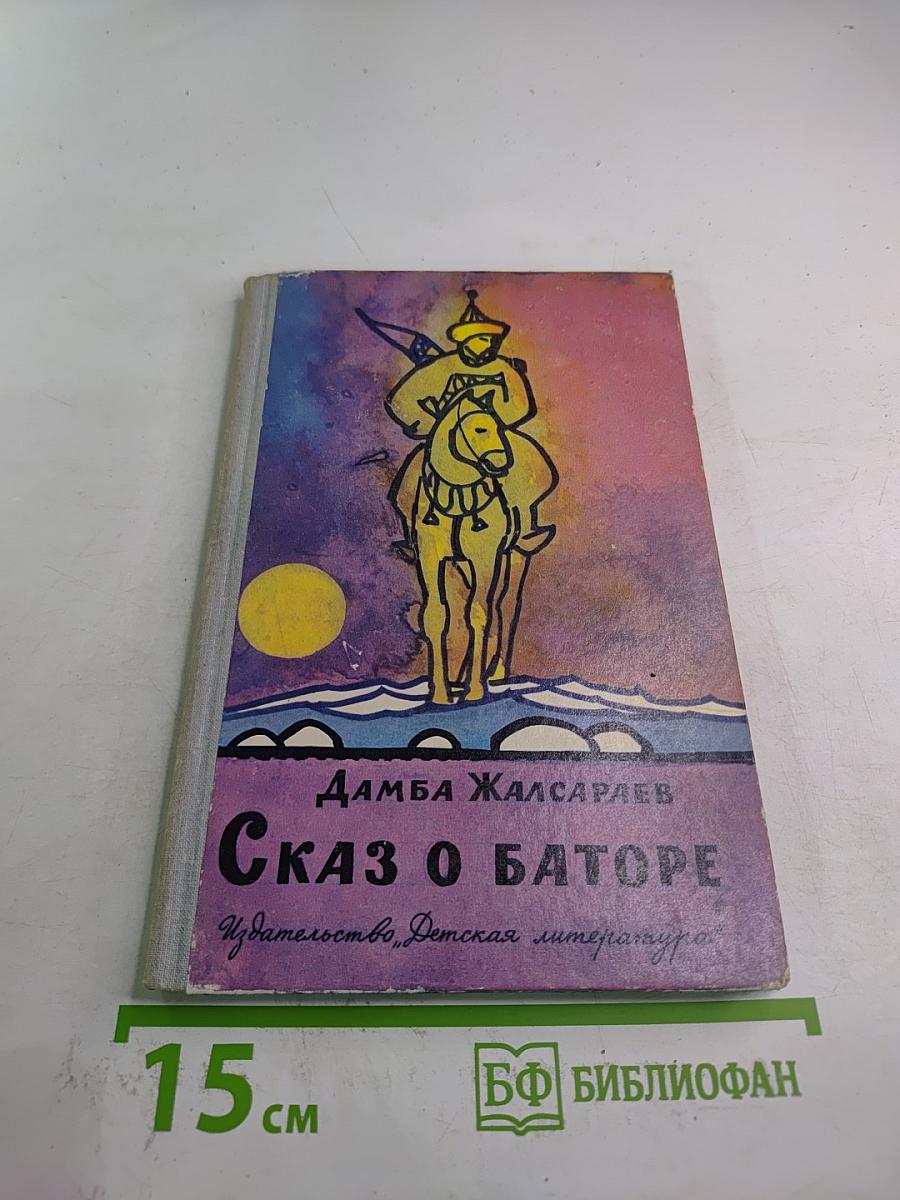 Дамба Жалсараев
Сказ о баторе
Издательство „Детская литература“
15 см
БФ БИБЛИОФАН